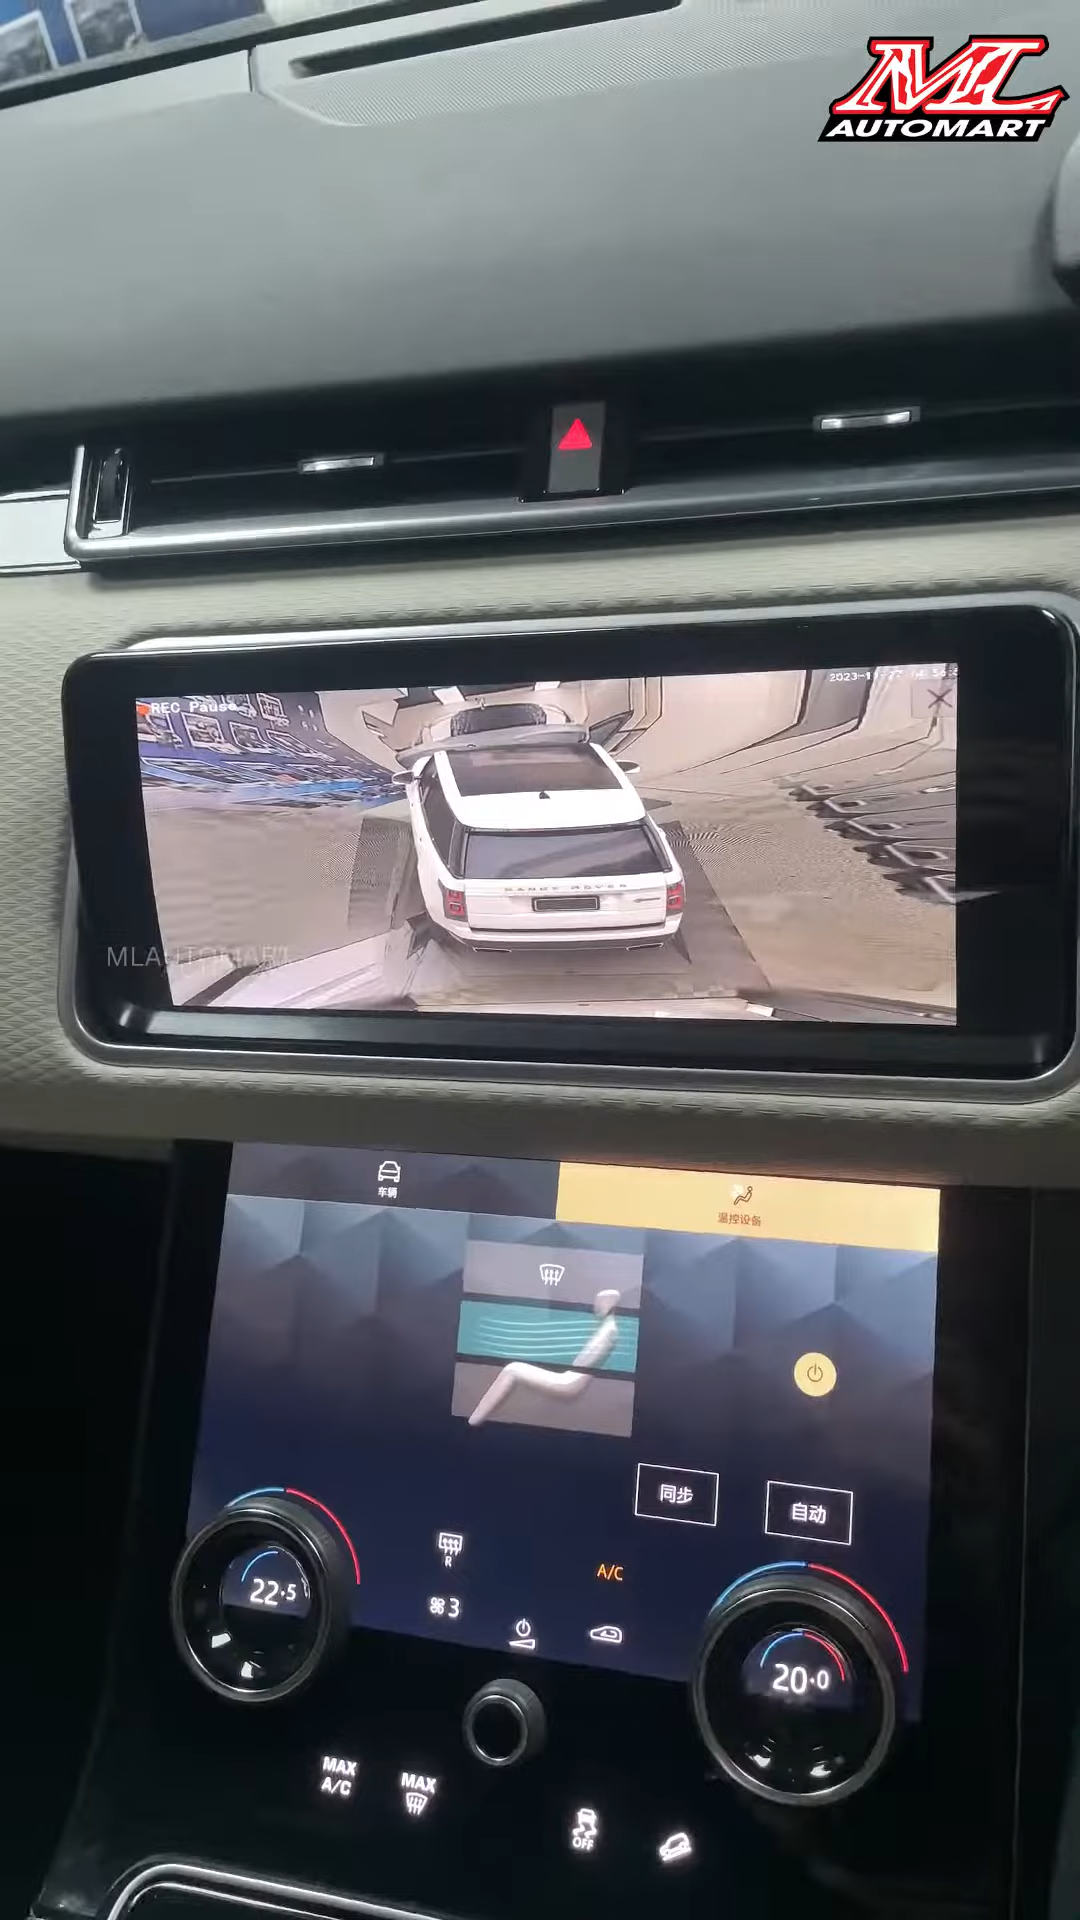 ML
AUTOMART
REC Pause
RANGE ROVER
MLAUTOMART
车辆
温控设备
同步
自动
R
A/C
22.5
3
20.0
MAX
A/C
MAX
OFF